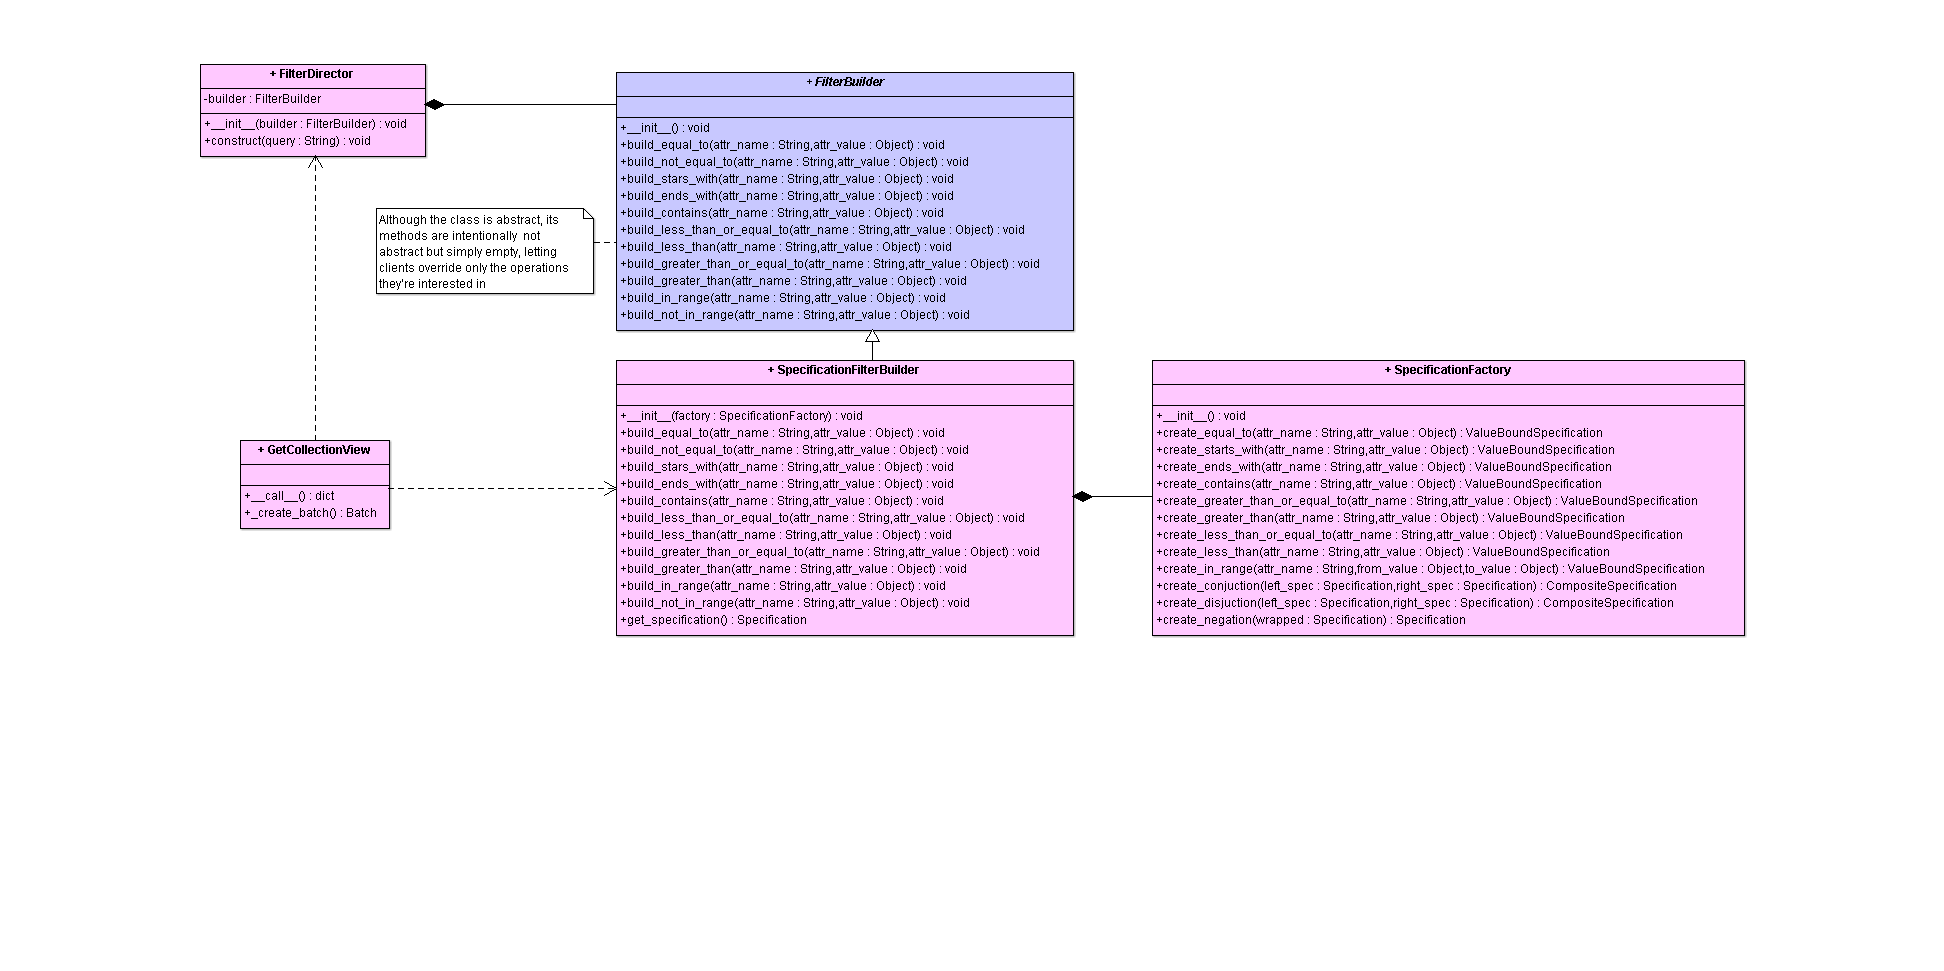 + FilterDirector
-builder : FilterBuilder
+__init__(builder : FilterBuilder) : void
+construct(query : String) : void
+ FilterBuilder
+__init__() : void
+build_equal_to(attr_name : String,attr_value : Object) : void
+build_not_equal_to(attr_name : String,attr_value : Object) : void
+build_stars_with(attr_name : String,attr_value : Object) : void
+build_ends_with(attr_name : String,attr_value : Object) : void
+build_contains(attr_name : String,attr_value : Object) : void
+build_less_than_or_equal_to(attr_name : String,attr_value : Object) : void
+build_less_than(attr_name : String,attr_value : Object) : void
+build_greater_than_or_equal_to(attr_name : String,attr_value : Object) : void
+build_greater_than(attr_name : String,attr_value : Object) : void
+build_in_range(attr_name : String,attr_value : Object) : void
+build_not_in_range(attr_name : String,attr_value : Object) : void
Although the class is abstract, its
methods are intentionally  not
abstract but simply empty, letting
clients override only the operations
they're interested in
+ GetCollectionView
+__call__() : dict
+_create_batch() : Batch
+ SpecificationFilterBuilder
+__init__(factory : SpecificationFactory) : void
+build_equal_to(attr_name : String,attr_value : Object) : void
+build_not_equal_to(attr_name : String,attr_value : Object) : void
+build_stars_with(attr_name : String,attr_value : Object) : void
+build_ends_with(attr_name : String,attr_value : Object) : void
+build_contains(attr_name : String,attr_value : Object) : void
+build_less_than_or_equal_to(attr_name : String,attr_value : Object) : void
+build_less_than(attr_name : String,attr_value : Object) : void
+build_greater_than_or_equal_to(attr_name : String,attr_value : Object) : void
+build_greater_than(attr_name : String,attr_value : Object) : void
+build_in_range(attr_name : String,attr_value : Object) : void
+build_not_in_range(attr_name : String,attr_value : Object) : void
+get_specification() : Specification
+ SpecificationFactory
+__init__() : void
+create_equal_to(attr_name : String,attr_value : Object) : ValueBoundSpecification
+create_starts_with(attr_name : String,attr_value : Object) : ValueBoundSpecification
+create_ends_with(attr_name : String,attr_value : Object) : ValueBoundSpecification
+create_contains(attr_name : String,attr_value : Object) : ValueBoundSpecification
+create_greater_than_or_equal_to(attr_name : String,attr_value : Object) : ValueBoundSpecification
+create_greater_than(attr_name : String,attr_value : Object) : ValueBoundSpecification
+create_less_than_or_equal_to(attr_name : String,attr_value : Object) : ValueBoundSpecification
+create_less_than(attr_name : String,attr_value : Object) : ValueBoundSpecification
+create_in_range(attr_name : String,from_value : Object,to_value : Object) : ValueBoundSpecification
+create_conjuction(left_spec : Specification,right_spec : Specification) : CompositeSpecification
+create_disjuction(left_spec : Specification,right_spec : Specification) : CompositeSpecification
+create_negation(wrapped : Specification) : Specification